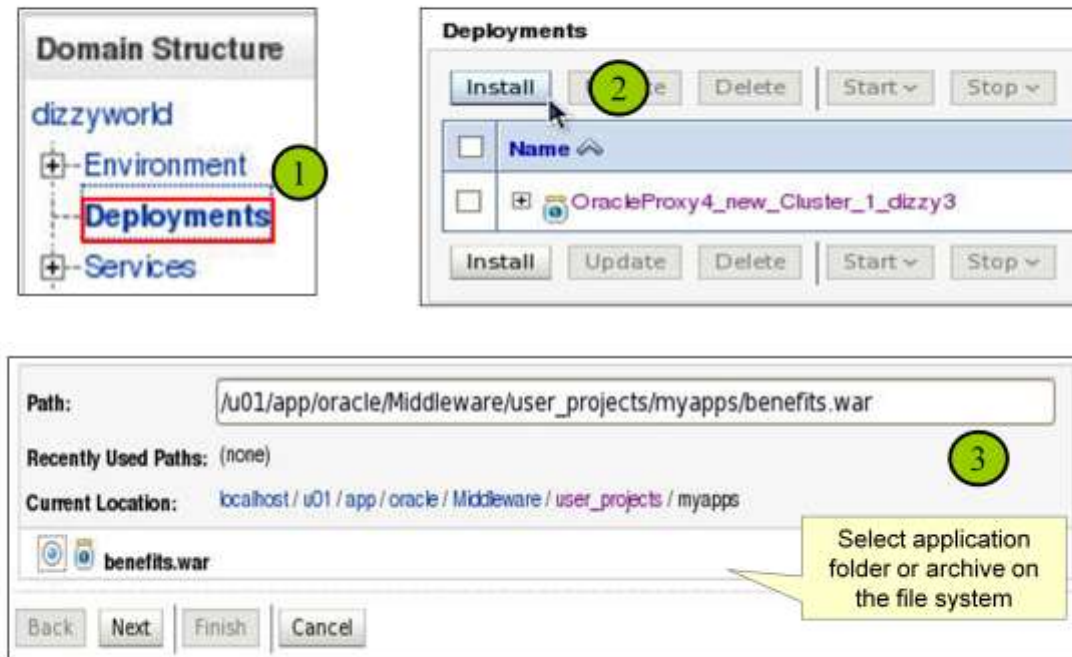 Domain Structure
dizzyworld
Environment
1
Deployments
Services
Deployments
Install
2
Delete
Start
Stop
Name
OracleProxy4_new_Cluster_1_dizzy3
Install
Update
Delete
Start
Stop
Path:
/u01/app/oracle/Middleware/user_projects/myapps/benefits.war
Recently Used Paths: (none)
3
Current Location: localhost / u01 / app / oracle / Middleware / user_projects / myapps
benefits.war
Select application
folder or archive on
the file system
Back
Next
Finish
Cancel